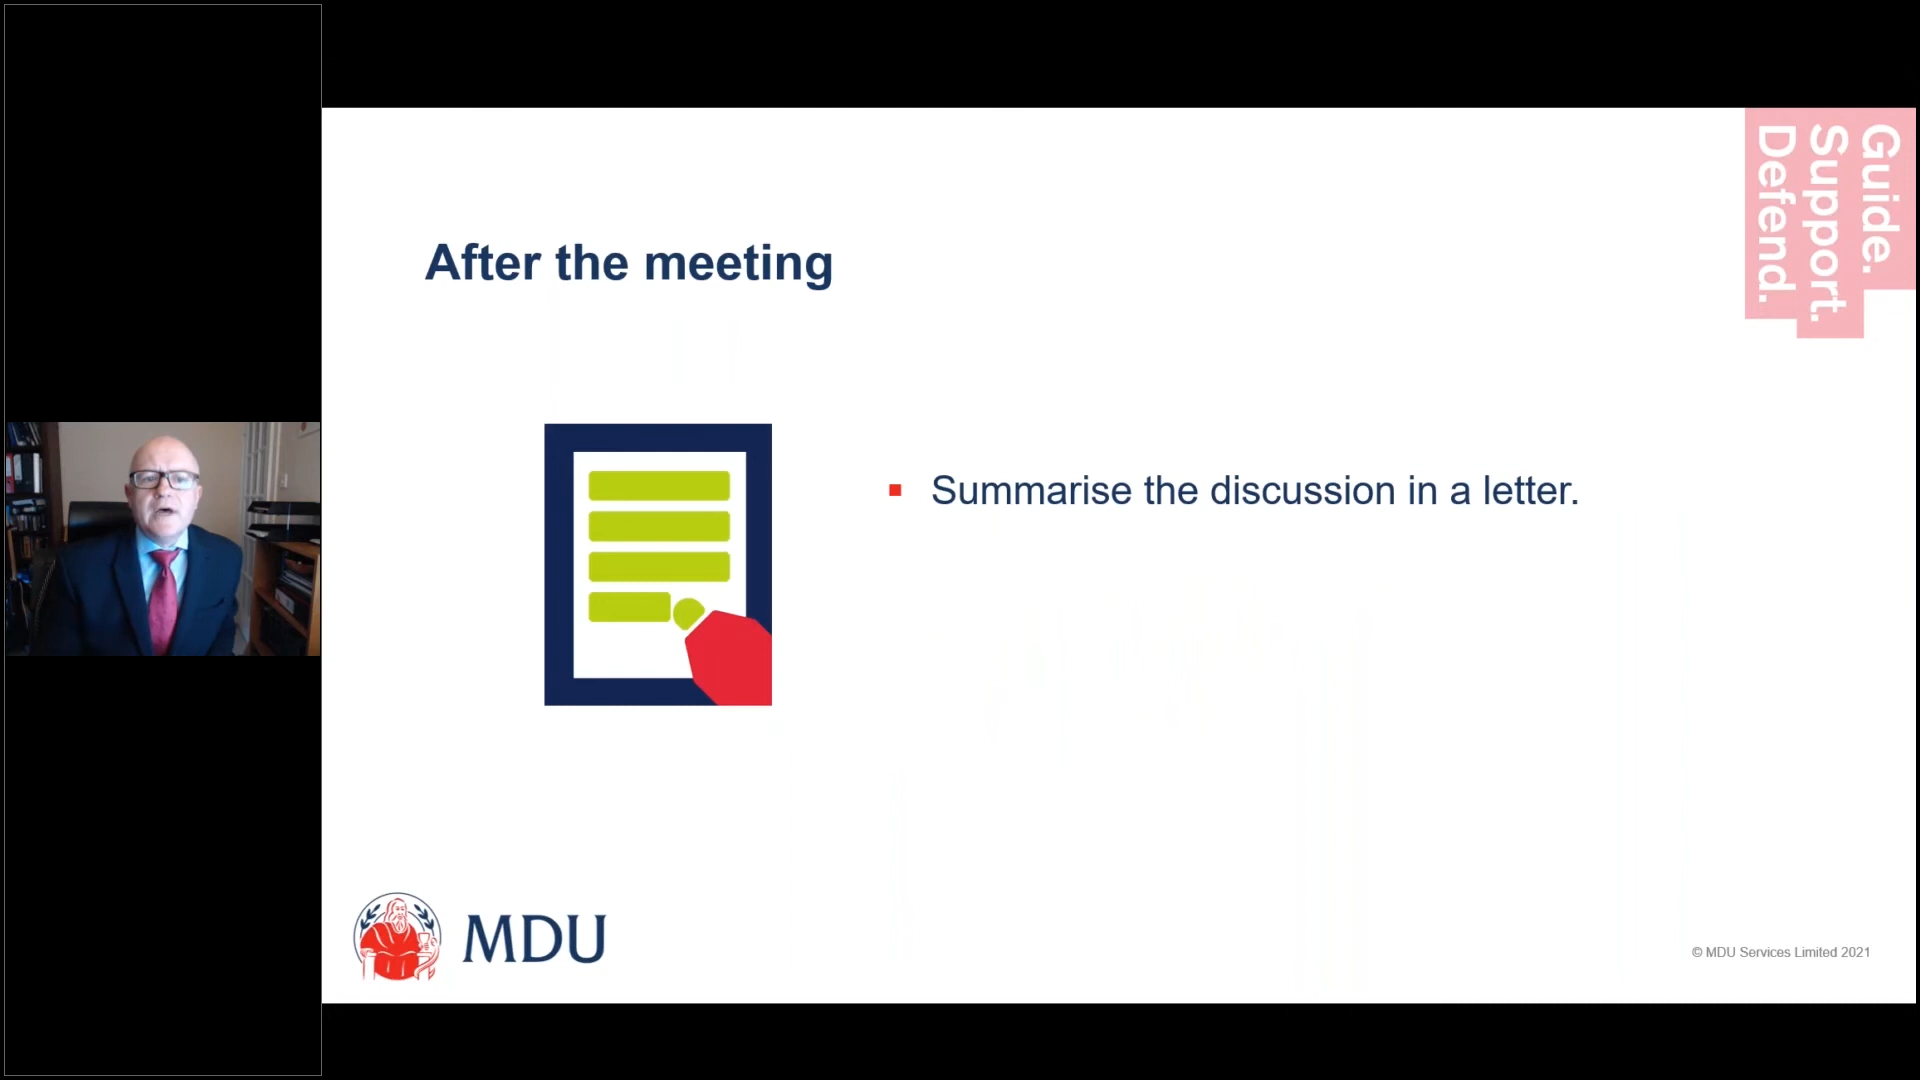 Guide.
Support.
Defend.
After the meeting
Summarise the discussion in a letter.
MDU
© MDU Services Limited 2021